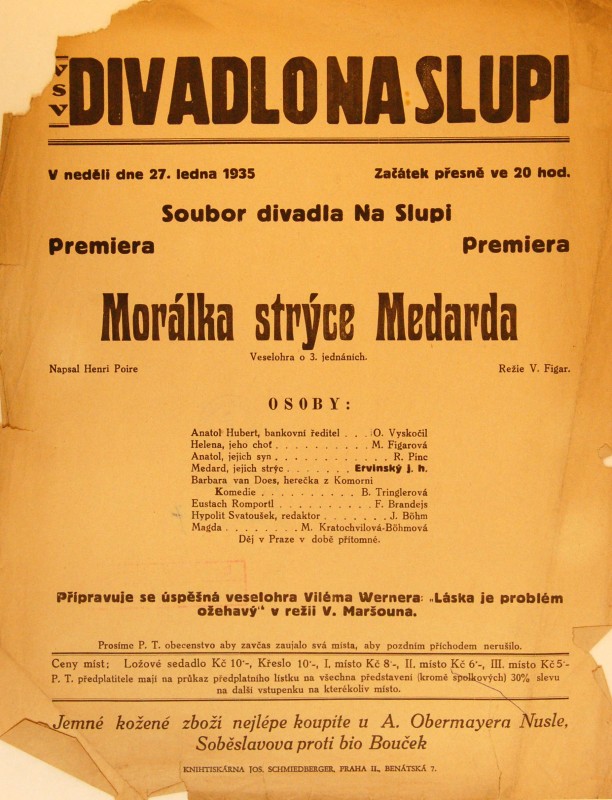 VSV DIVADLO NA SLUPI
V neděli dne 27. ledna 1935 Začátek přesně ve 20 hod.
Soubor divadla Na Slupi
Premiera Premiera
Morálka strýce Medarda
Veselohra o 3. jednáních.
Napsal Henri Poire Režie V. Figar.
OSOBY:
Anatol Hubert, bankovní ředitel . . . O. Vyskočil
Helena, jeho choť . . . . . . . . . . M. Figarová
Anatol, jejich syn . . . . . . . . . . . . R. Pinc
Medard, jejich strýc . . . . . . . Ervínský j. h.
Barbara van Does, herečka z Komorní
Komedie . . . . . . . . . . B. Tringlerová
Eustach Romportl . . . . . . . . . F. Brandejs
Hypolit Svatoušek, redaktor . . . . . . . J. Böhm
Magda . . . . . . . . M. Kratochvilová-Böhmová
Děj v Praze v době přítomné.
Připravuje se úspěšná veselohra Viléma Wernera: „Láska je problém
ožehavý“ v režii V. Maršouna.
Prosíme P. T. obecenstvo aby zavčas zaujalo svá místa, aby pozdním příchodem nerušilo.
Ceny míst: Ložové sedadlo Kč 10·-, Křeslo 10·-, I. místo Kč 8·-, II. místo Kč 6·-, III. místo Kč 5·-
P. T. předplatitele mají na průkaz předplatního lístku na všechna představení (kromě spolkových) 30% slevu
na další vstupenku na kterékoliv místo.
Jemné kožené zboží nejlépe koupíte u A. Obermayera Nusle,
Soběslavova proti bio Bouček
KNIHTISKÁRNA JOS. SCHMIEDBERGER, PRAHA II., BENÁTSKÁ 7.